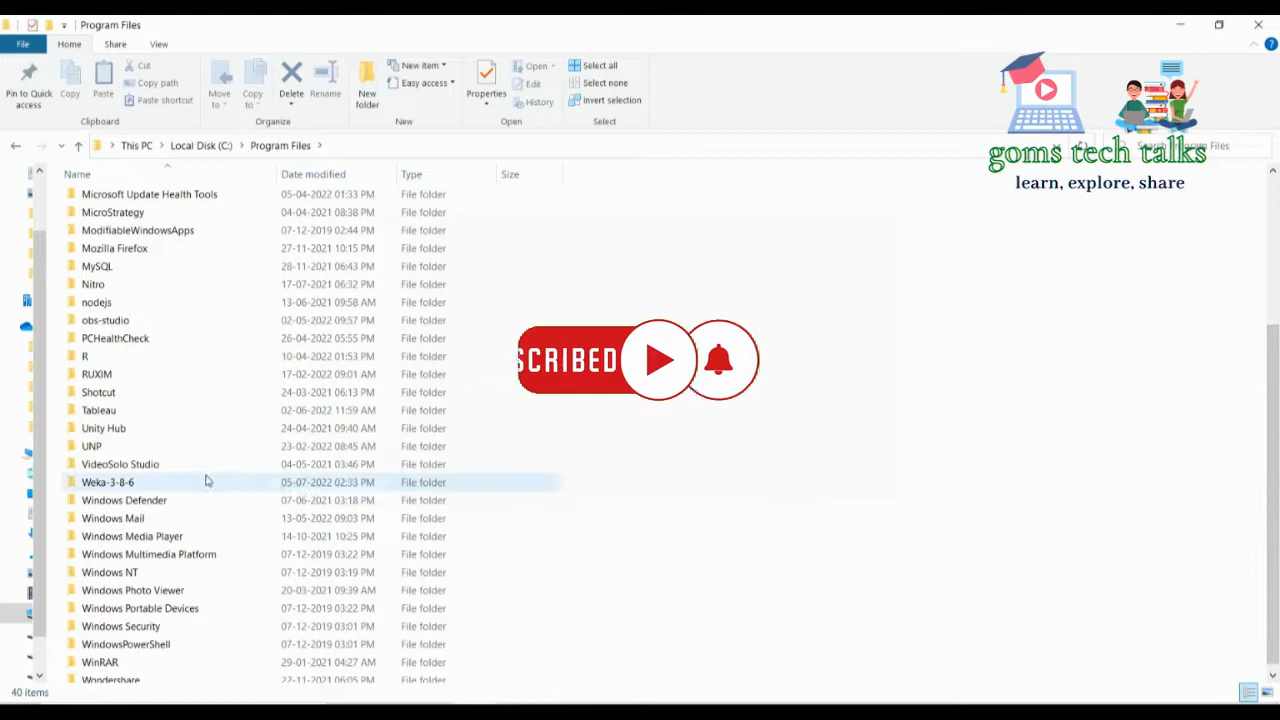 Program Files
File Home Share View
Pin to Quick access
Copy
Paste
Cut
Copy path
Paste shortcut
Clipboard
Move to
Copy to
Delete
Rename
Organize
New folder
New item
Easy access
New
Properties
Open
Edit
History
Open
Select all
Select none
Invert selection
Select
goms tech talks
learn, explore, share
This PC Local Disk (C:) Program Files
Search Program Files
Name Date modified Type Size
Microsoft Update Health Tools 05-04-2022 01:33 PM File folder
MicroStrategy 04-04-2021 08:38 PM File folder
ModifiableWindowsApps 07-12-2019 02:44 PM File folder
Mozilla Firefox 27-11-2021 10:15 PM File folder
MySQL 28-11-2021 06:43 PM File folder
Nitro 17-07-2021 06:32 PM File folder
nodejs 13-06-2021 09:58 AM File folder
obs-studio 02-05-2022 09:57 PM File folder
PCHealthCheck 26-04-2022 05:55 PM File folder
R 10-04-2022 01:53 PM File folder
RUXIM 17-02-2022 09:01 AM File folder
Shotcut 24-03-2021 06:13 PM File folder
Tableau 02-06-2022 11:59 AM File folder
Unity Hub 24-04-2021 09:40 AM File folder
UNP 23-02-2022 08:45 AM File folder
VideoSolo Studio 04-05-2021 03:46 PM File folder
Weka-3-8-6 05-07-2022 02:33 PM File folder
Windows Defender 07-06-2021 03:18 PM File folder
Windows Mail 13-05-2022 09:03 PM File folder
Windows Media Player 14-10-2021 10:25 PM File folder
Windows Multimedia Platform 07-12-2019 03:22 PM File folder
Windows NT 07-12-2019 03:19 PM File folder
Windows Photo Viewer 20-03-2021 09:39 AM File folder
Windows Portable Devices 07-12-2019 03:22 PM File folder
Windows Security 07-12-2019 03:01 PM File folder
WindowsPowerShell 07-12-2019 03:01 PM File folder
WinRAR 29-01-2021 04:27 AM File folder
Wondershare 22-11-2021 06:05 PM File folder
SCRIBED
40 items